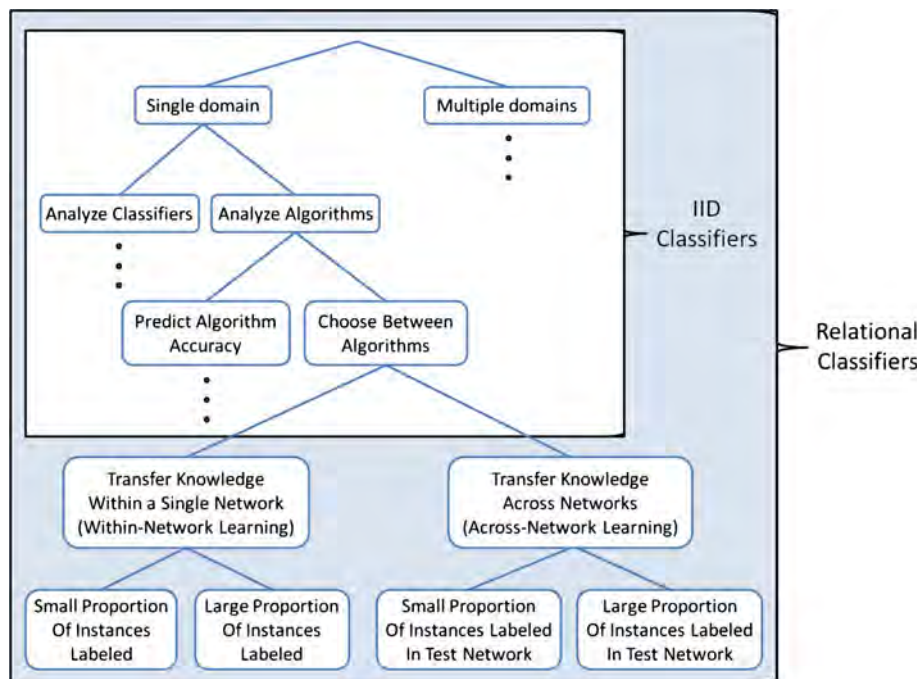 Single domain
Multiple domains
Analyze Classifiers
Analyze Algorithms
IID
Classifiers
Predict Algorithm
Accuracy
Choose Between
Algorithms
Relational
Classifiers
Transfer Knowledge
Within a Single Network
(Within-Network Learning)
Transfer Knowledge
Across Networks
(Across-Network Learning)
Small Proportion
Of Instances
Labeled
Large Proportion
Of Instances
Labeled
Small Proportion
Of Instances Labeled
In Test Network
Large Proportion
Of Instances Labeled
In Test Network